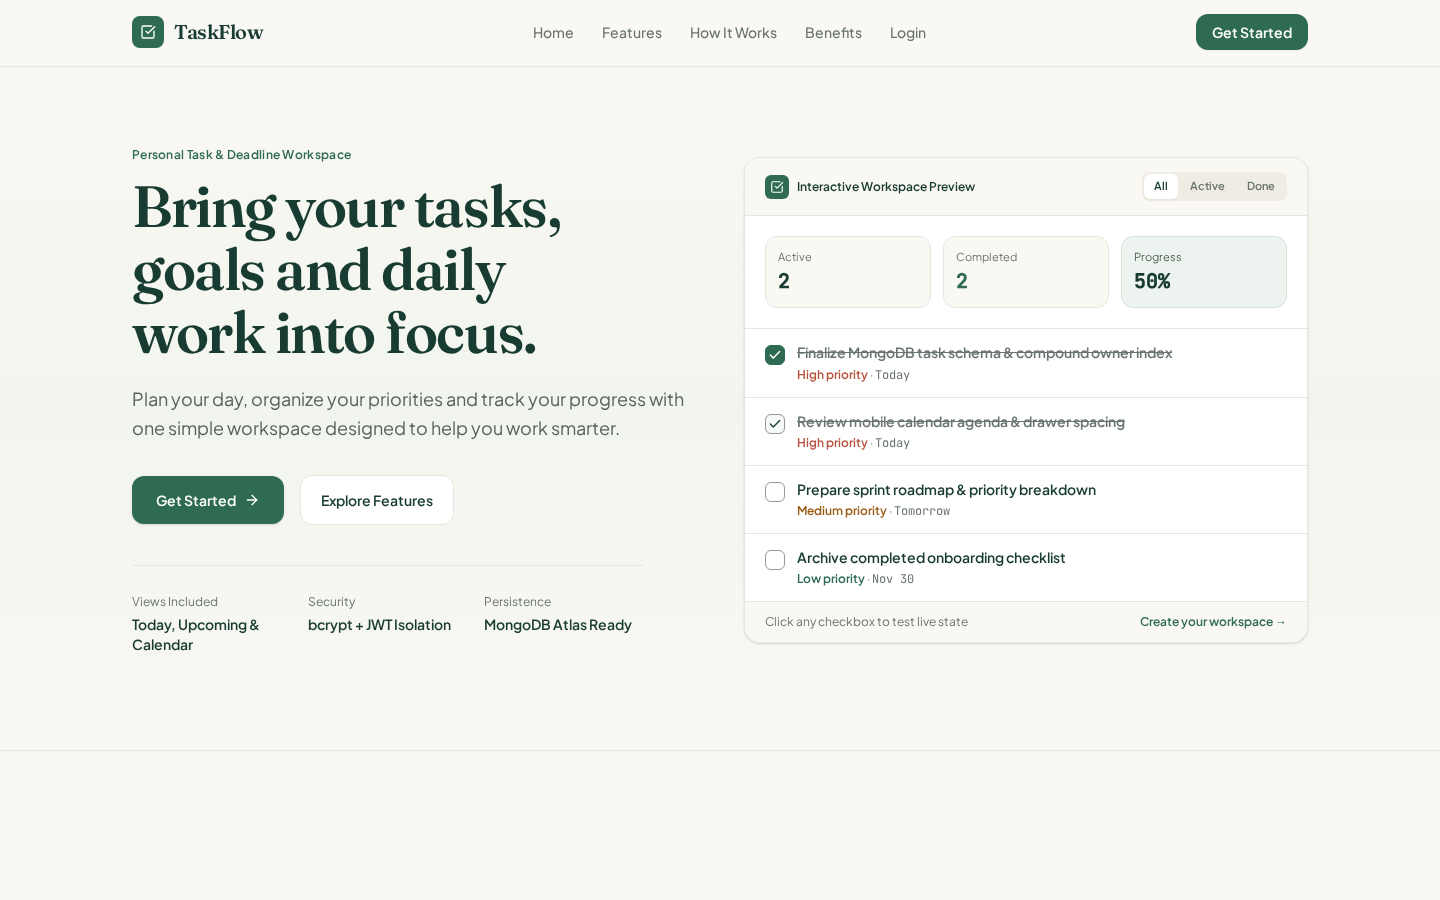 TaskFlow
Home
Features
How It Works
Benefits
Login
Get Started
Personal Task & Deadline Workspace
Bring your tasks,
goals and daily
work into focus.
Plan your day, organize your priorities and track your progress with
one simple workspace designed to help you work smarter.
Get Started →
Explore Features
Views Included
Today, Upcoming &
Calendar
Security
bcrypt + JWT Isolation
Persistence
MongoDB Atlas Ready
Interactive Workspace Preview
All
Active
Done
Active
2
Completed
2
Progress
50%
Finalize MongoDB task schema & compound owner index
High priority · Today
Review mobile calendar agenda & drawer spacing
High priority · Today
Prepare sprint roadmap & priority breakdown
Medium priority · Tomorrow
Archive completed onboarding checklist
Low priority · Nov 30
Click any checkbox to test live state
Create your workspace →